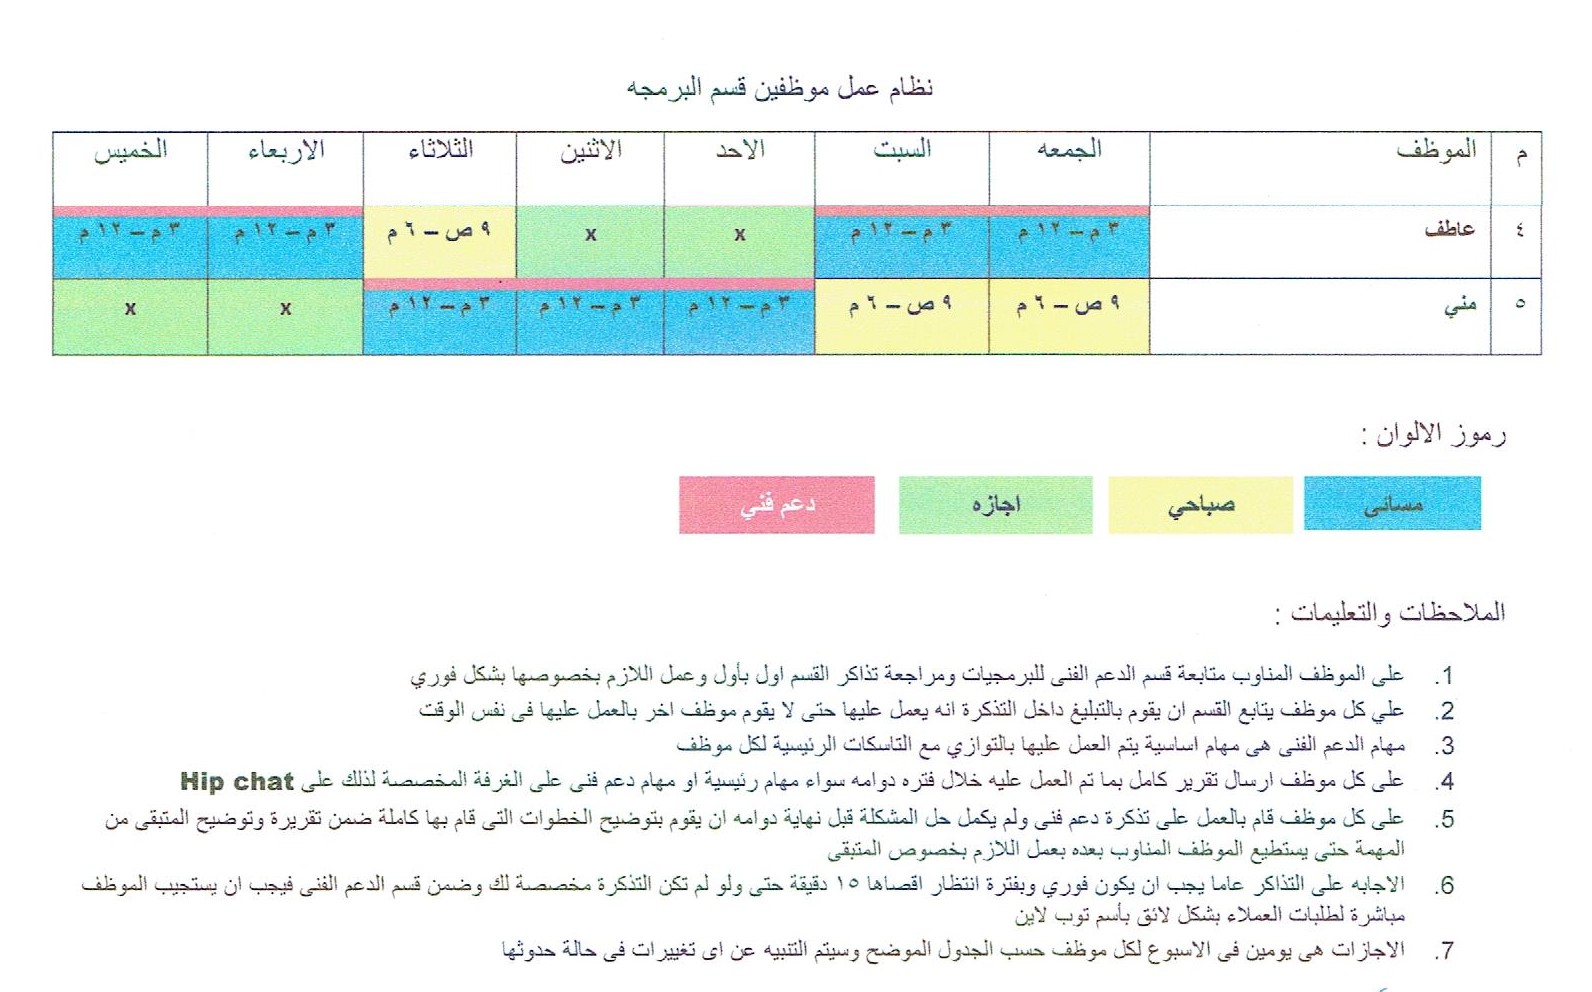 نظام عمل موظفين قسم البرمجه
م الموظف الجمعه السبت الاحد الاثنين الثلاثاء الاربعاء الخميس
٤ عاطف ٣ م – ١٢ م ٣ م – ١٢ م x x ٩ ص – ٦ م ٣ م – ١٢ م ٣ م – ١٢ م
٥ مني ٩ ص – ٦ م ٩ ص – ٦ م ٣ م – ١٢ م ٣ م – ١٢ م ٣ م – ١٢ م x x
رموز الالوان :
مسائى صباحي اجازه دعم فني
الملاحظات والتعليمات :
1. على الموظف المناوب متابعة قسم الدعم الفنى للبرمجيات ومراجعة تذاكر القسم اول بأول وعمل اللازم بخصوصها بشكل فوري
2. علي كل موظف يتابع القسم ان يقوم بالتبليغ داخل التذكرة انه يعمل عليها حتى لا يقوم موظف اخر بالعمل عليها فى نفس الوقت
3. مهام الدعم الفنى هى مهام اساسية يتم العمل عليها بالتوازي مع التاسكات الرئيسية لكل موظف
4. على كل موظف ارسال تقرير كامل بما تم العمل عليه خلال فتره دوامه سواء مهام رئيسية او مهام دعم فنى على الغرفة المخصصة لذلك على Hip chat
5. على كل موظف قام بالعمل على تذكرة دعم فنى ولم يكمل حل المشكلة قبل نهاية دوامه ان يقوم بتوضيح الخطوات التى قام بها كاملة ضمن تقريرة وتوضيح المتبقى من
المهمة حتى يستطيع الموظف المناوب بعده بعمل اللازم بخصوص المتبقى
6. الاجابه على التذاكر عاما يجب ان يكون فوري وبفترة انتظار اقصاها ١٥ دقيقة حتى ولو لم تكن التذكرة مخصصة لك وضمن قسم الدعم الفنى فيجب ان يستجيب الموظف
مباشرة لطلبات العملاء بشكل لائق بأسم توب لاين
7. الاجازات هى يومين فى الاسبوع لكل موظف حسب الجدول الموضح وسيتم التنبيه عن اى تغييرات فى حالة حدوثها